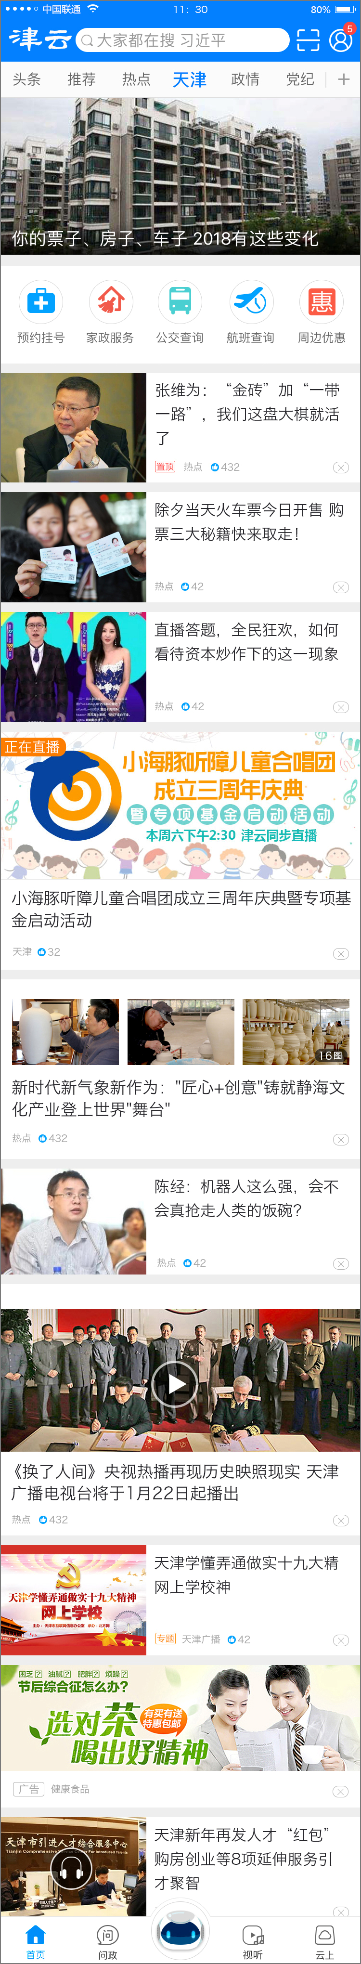 中国联通 11：30 80%
津云 大家都在搜 习近平 5
头条 推荐 热点 天津 政情 党纪 +
你的票子、房子、车子 2018有这些变化
惠
预约挂号 家政服务 公交查询 航班查询 周边优惠
张维为：“金砖”加“一带
一路”，我们这盘大棋就活
了
置顶 热点 432
除夕当天火车票今日开售 购
票三大秘籍快来取走！
热点 42
直播答题，全民狂欢，如何
看待资本炒作下的这一现象
热点 42
正在直播
小海豚听障儿童合唱团
成立三周年庆典
暨专项基金启动活动
本周六下午2:30 津云同步直播
小海豚听障儿童合唱团成立三周年庆典暨专项基
金启动活动
天津 32
16图
新时代新气象新作为："匠心+创意"铸就静海文
化产业登上世界"舞台"
热点 432
陈经：机器人这么强，会不
会真抢走人类的饭碗？
热点 42
《换了人间》央视热播再现历史映照现实 天津
广播电视台将于1月22日起播出
热点 432
天津学懂弄通做实十九大精神
网上学校
天津学懂弄通做实十九大精
网上学校神
专题 天津广播 42
困乏 油腻 肥胖 烦躁
节后综合征怎么办？
有买有送
特惠包邮
选对茶
喝出好精神
广告 健康食品
天津市引进人才综合服务中心
天津新年再发人才“红包”
购房创业等8项延伸服务引
才聚智
首页 问 问政 视听 云上